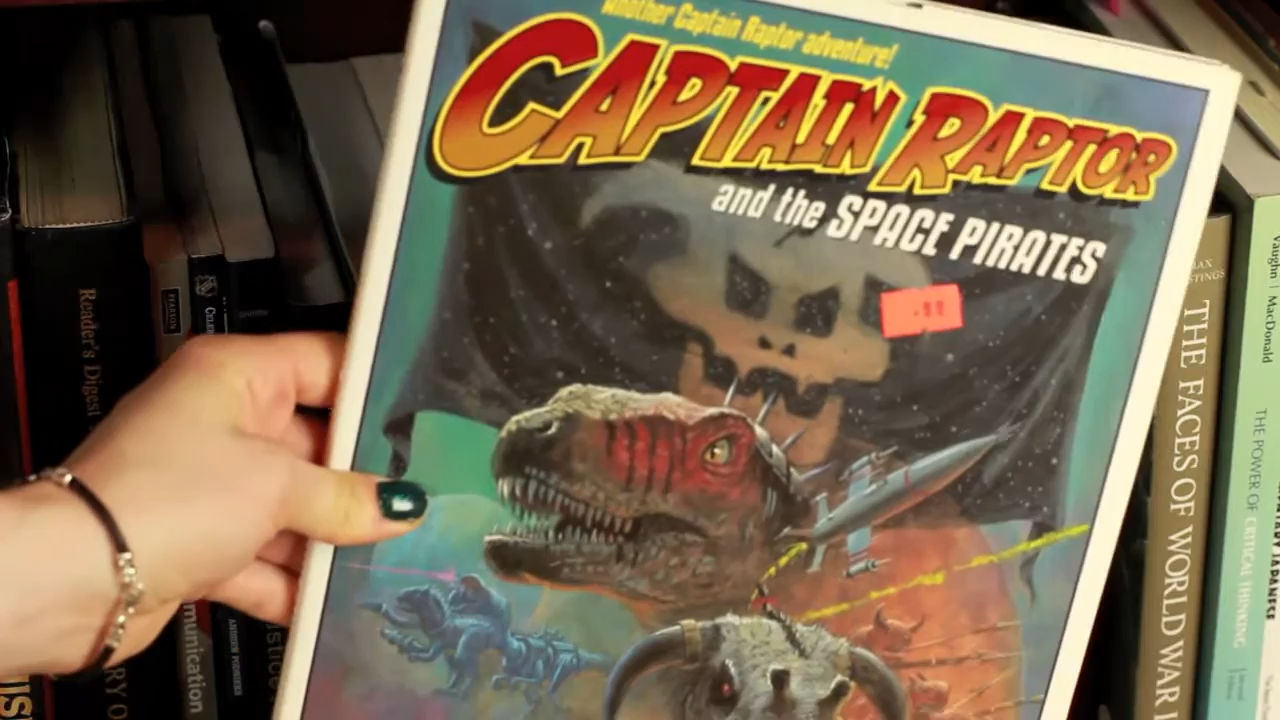 Another Captain Raptor adventure!
CAPTAIN RAPTOR
and the SPACE PIRATES
Reader's Digest
PEARSON
THE FACES OF WORLD WAR I
Vaughn | MacDonald
THE POWER OF CRITICAL THINKING